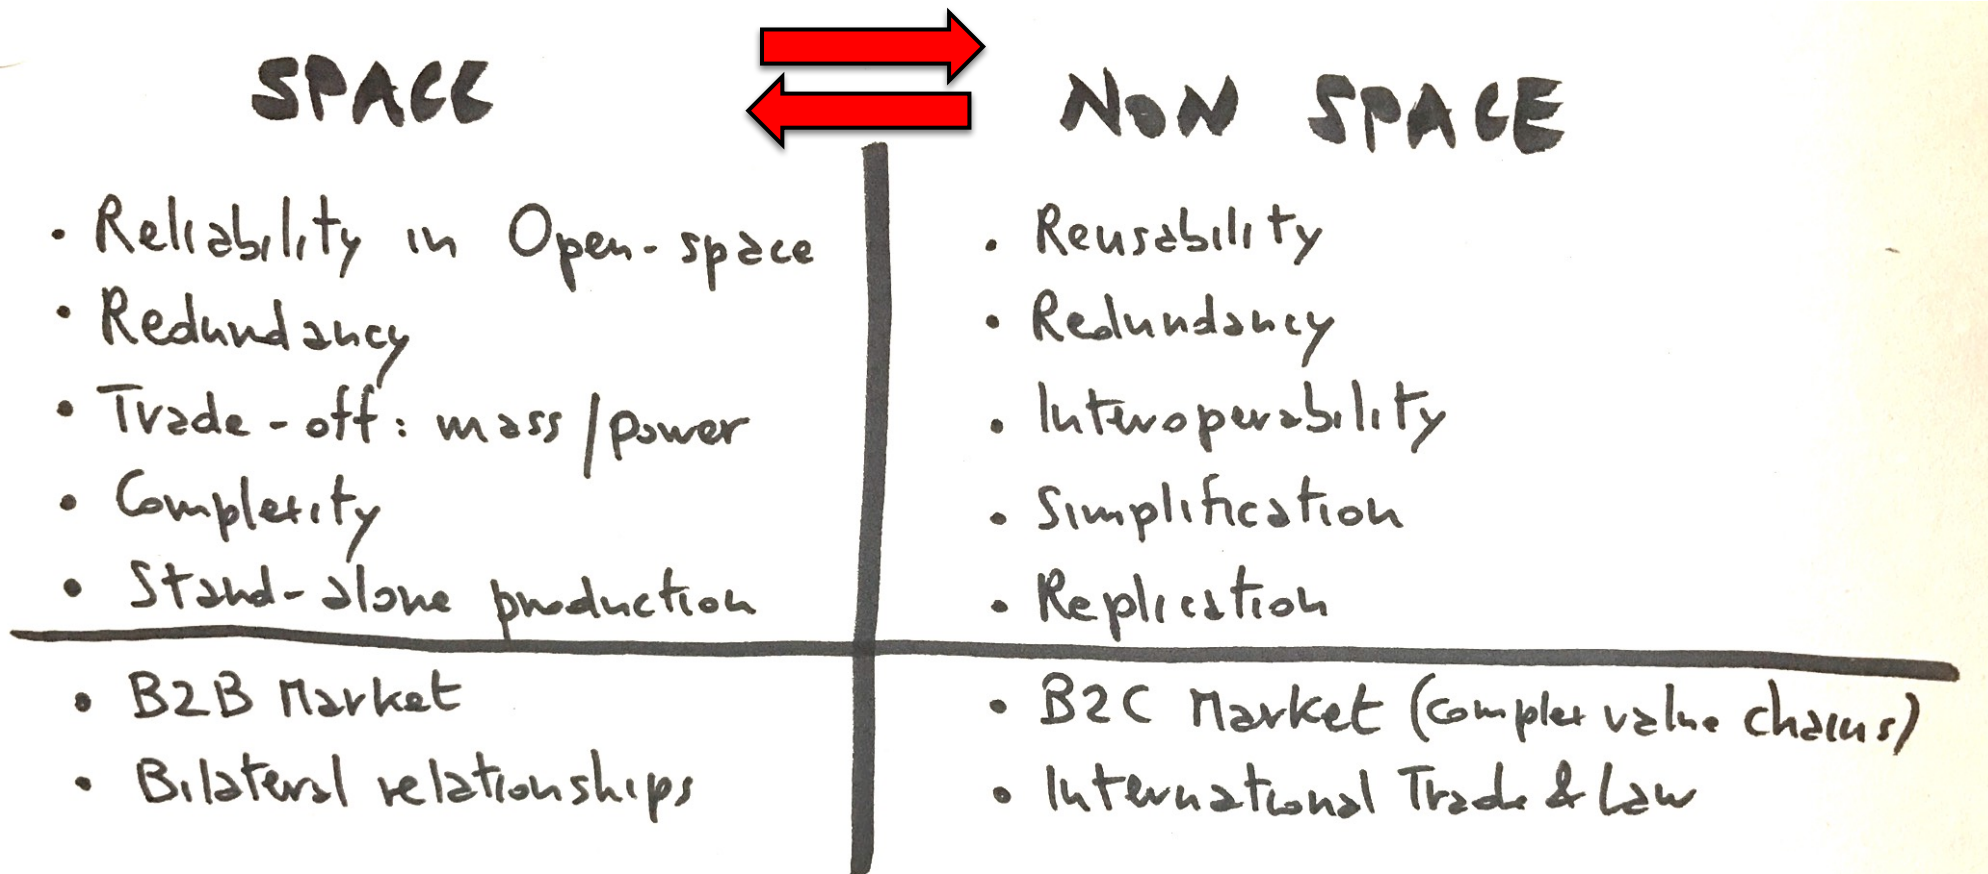 SPACE
NON SPACE
• Reliability in Open-space
• Redundancy
• Trade-off: mass/power
• Complexity
• Stand-alone production
• B2B Market
• Bilateral relationships
• Reusability
• Redundancy
• Interoperability
• Simplification
• Replication
• B2C Market (complex value chains)
• International Trade & Law